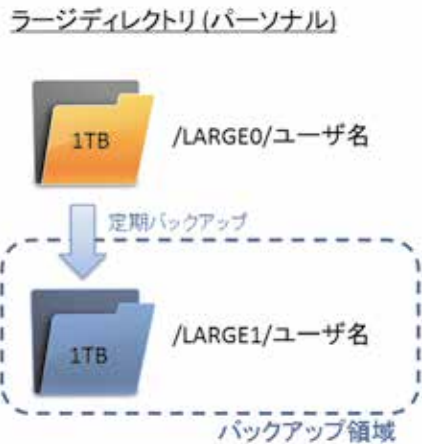 ラージディレクトリ(パーソナル)
1TB
/LARGE0/ユーザ名
定期バックアップ
1TB
/LARGE1/ユーザ名
バックアップ領域